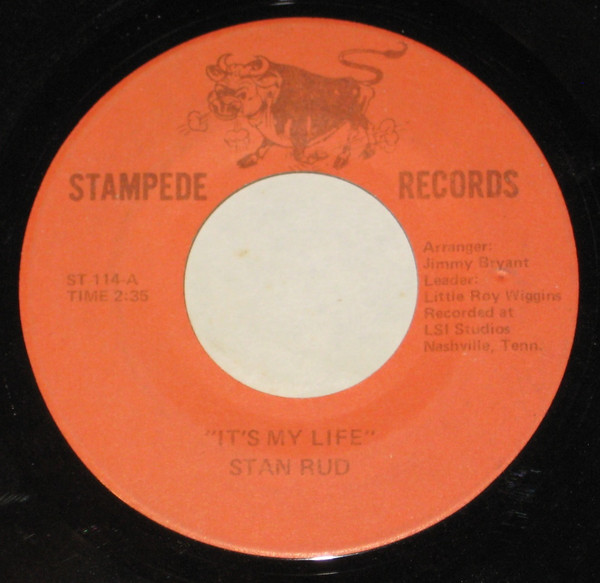 STAMPEDE RECORDS
ST 114-A
TIME 2:35
Arranger:
Jimmy Bryant
Leader:
Little Roy Wiggins
Recorded at
LSI Studios
Nashville, Tenn.
"IT'S MY LIFE"
STAN RUD